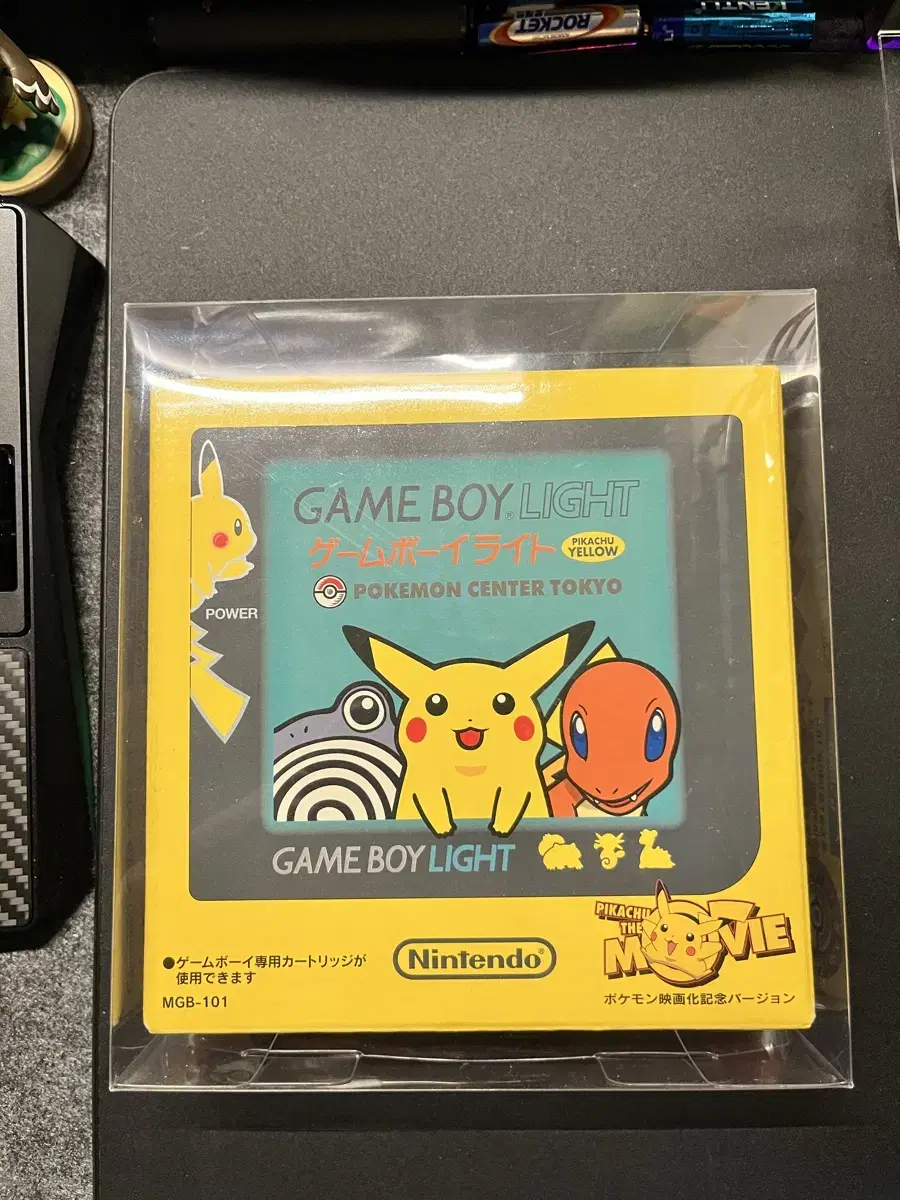 ROCKET
KENTLI
GAME BOY® LIGHT
ゲームボーイライト
PIKACHU
YELLOW
POKEMON CENTER TOKYO
POWER
GAME BOY LIGHT
PIKACHU
THE
MOVIE
●ゲームボーイ専用カートリッジが
使用できます
MGB-101
Nintendo®
ポケモン映画化記念バージョン